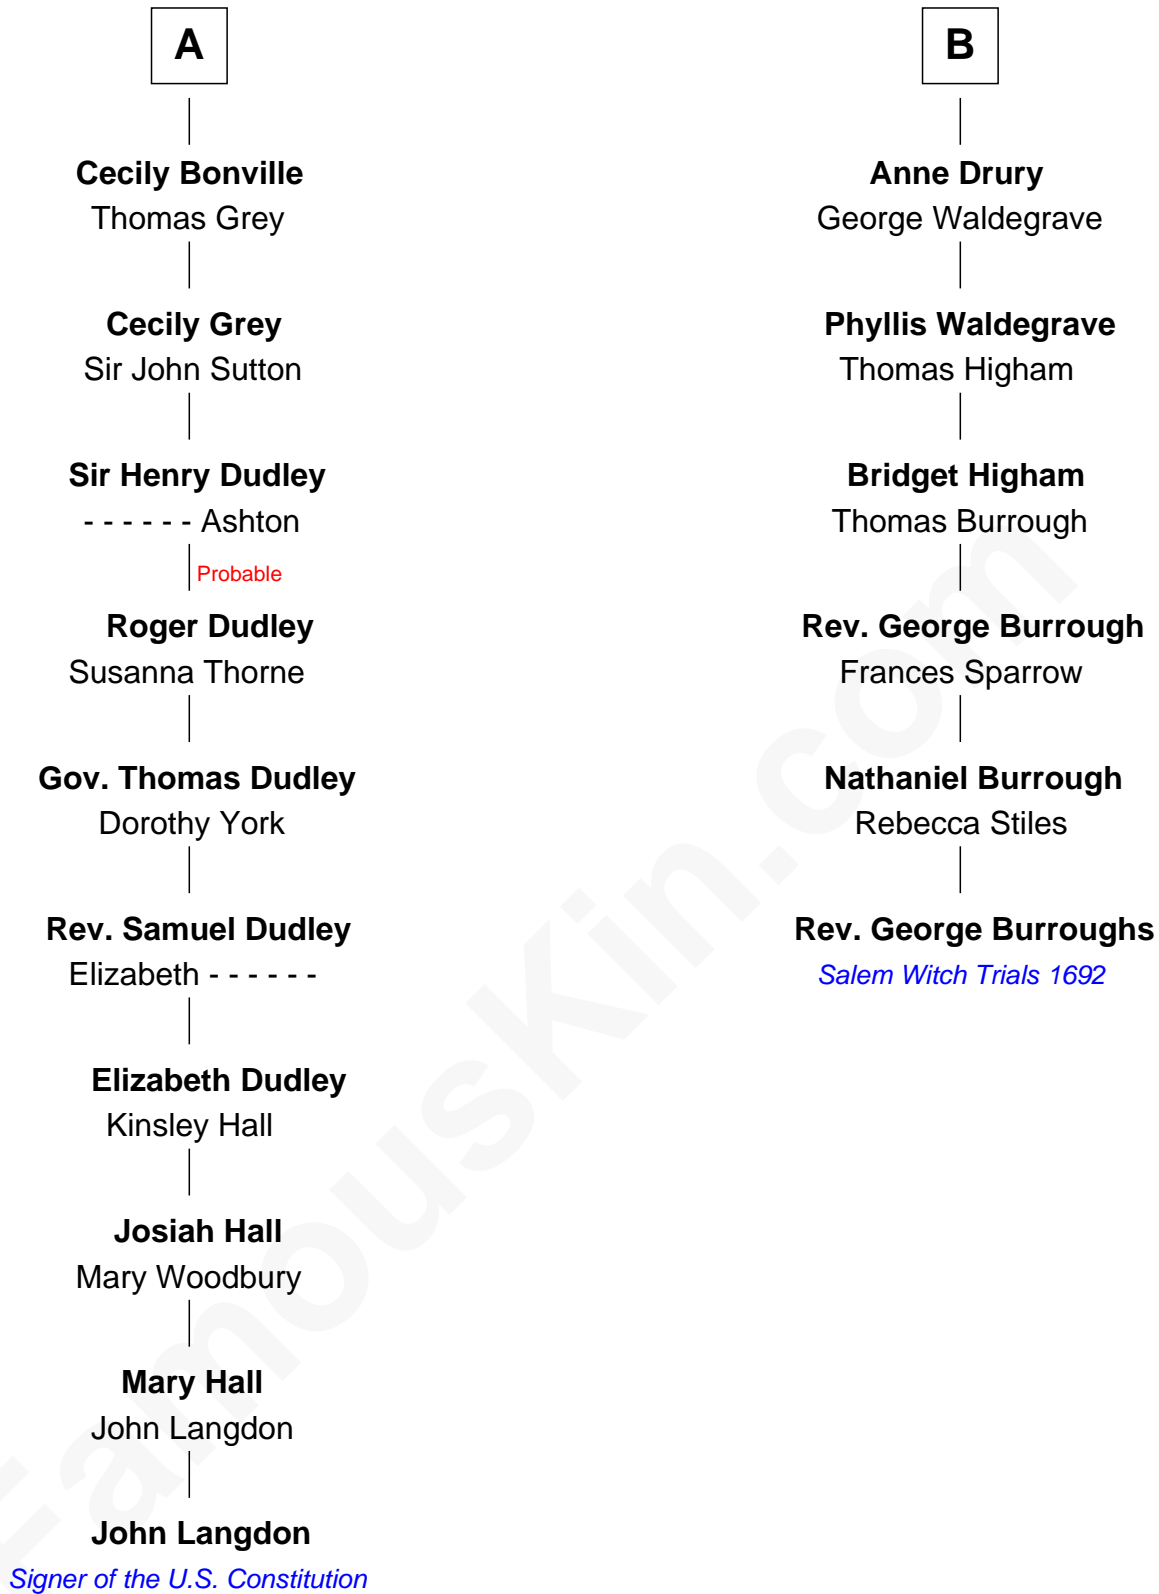 A
Cecily Bonville
Thomas Grey
Cecily Grey
Sir John Sutton
Sir Henry Dudley
- - - - - - Ashton
Probable
Roger Dudley
Susanna Thorne
Gov. Thomas Dudley
Dorothy York
Rev. Samuel Dudley
Elizabeth - - - - - -
Elizabeth Dudley
Kinsley Hall
Josiah Hall
Mary Woodbury
Mary Hall
John Langdon
John Langdon
Signer of the U.S. Constitution
B
Anne Drury
George Waldegrave
Phyllis Waldegrave
Thomas Higham
Bridget Higham
Thomas Burrough
Rev. George Burrough
Frances Sparrow
Nathaniel Burrough
Rebecca Stiles
Rev. George Burroughs
Salem Witch Trials 1692
FamousKin.com